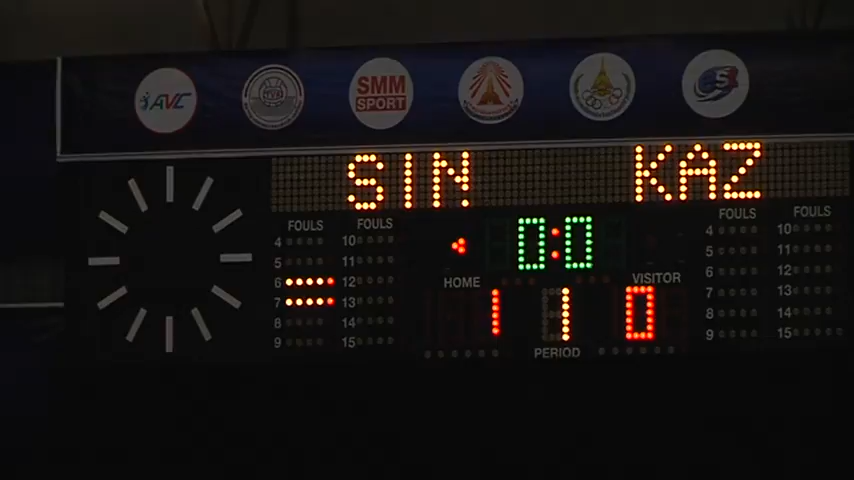 AVC
TVA
SMM
SPORT
SIN KAZ
FOULS FOULS FOULS FOULS
0:0
4 10 4 10
5 11 5 11
6 12 6 12
HOME VISITOR
7 13 7 13
1 1 0
8 14 8 14
9 15 9 15
PERIOD